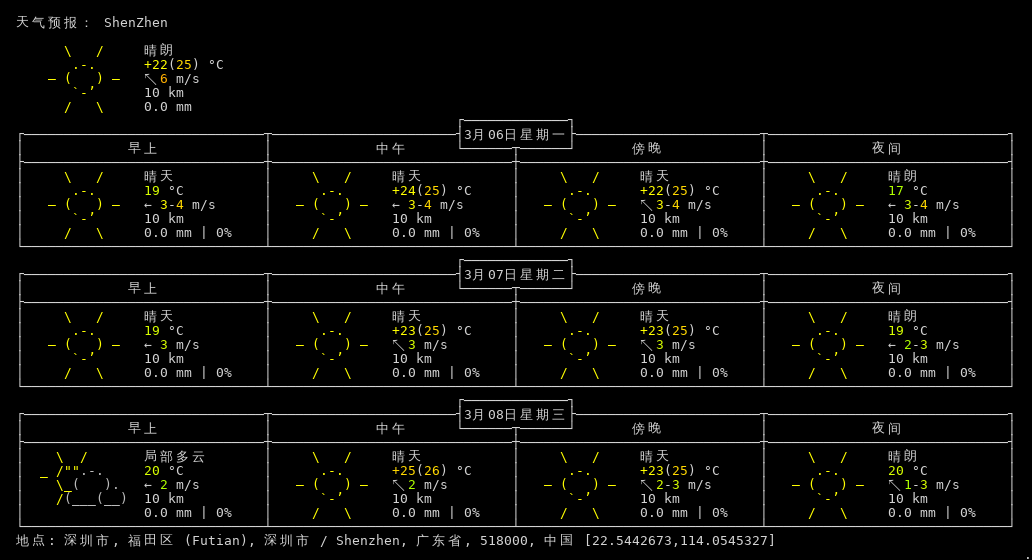 天气预报： ShenZhen
晴朗
+22(25) °C
↖ 6 m/s
10 km
0.0 mm
3月06日星期一
早上 中午 傍晚 夜间
晴天 晴天 晴天 晴朗
19 °C +24(25) °C +22(25) °C 17 °C
← 3-4 m/s ← 3-4 m/s ↖ 3-4 m/s ← 3-4 m/s
10 km 10 km 10 km 10 km
0.0 mm | 0% 0.0 mm | 0% 0.0 mm | 0% 0.0 mm | 0%
3月07日星期二
早上 中午 傍晚 夜间
晴天 晴天 晴天 晴朗
19 °C +23(25) °C +23(25) °C 19 °C
← 3 m/s ↖ 3 m/s ↖ 3 m/s ← 2-3 m/s
10 km 10 km 10 km 10 km
0.0 mm | 0% 0.0 mm | 0% 0.0 mm | 0% 0.0 mm | 0%
3月08日星期三
早上 中午 傍晚 夜间
局部多云 晴天 晴天 晴朗
20 °C +25(26) °C +23(25) °C 20 °C
← 2 m/s ↖ 2 m/s ↖ 2-3 m/s ↖ 1-3 m/s
10 km 10 km 10 km 10 km
0.0 mm | 0% 0.0 mm | 0% 0.0 mm | 0% 0.0 mm | 0%
地点: 深圳市, 福田区 (Futian), 深圳市 / Shenzhen, 广东省, 518000, 中国 [22.5442673,114.0545327]